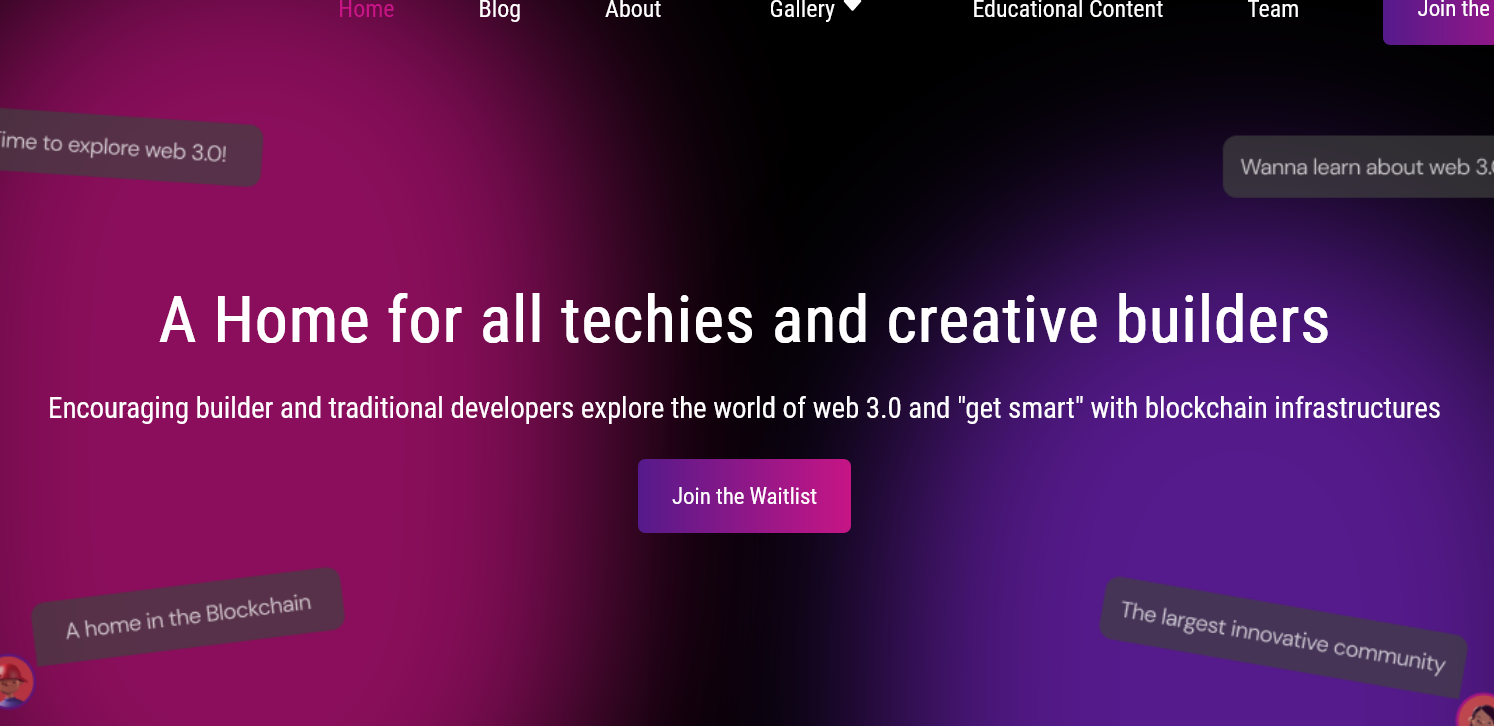 Home Blog About Gallery Educational Content Team Join the
Time to explore web 3.0!
Wanna learn about web 3.
A Home for all techies and creative builders
Encouraging builder and traditional developers explore the world of web 3.0 and "get smart" with blockchain infrastructures
Join the Waitlist
A home in the Blockchain
The largest innovative community